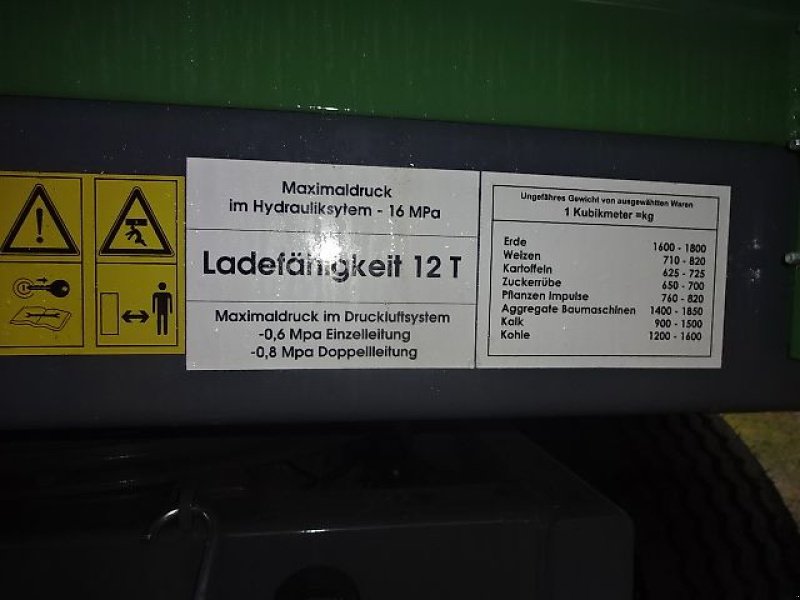 Maximaldruck
im Hydrauliksytem - 16 MPa
Ladefähigkeit 12 T
Maximaldruck im Druckluftsystem
-0,6 Mpa Einzelleitung
-0,8 Mpa Doppellleitung
Ungefähres Gewicht von ausgewähtten Waren
1 Kubikmeter =kg
Erde 1600 - 1800
Weizen 710 - 820
Kartoffeln 625 - 725
Zuckerrübe 650 - 700
Pflanzen Impulse 760 - 820
Aggregate Baumaschinen 1400 - 1850
Kalk 900 - 1500
Kohle 1200 - 1600